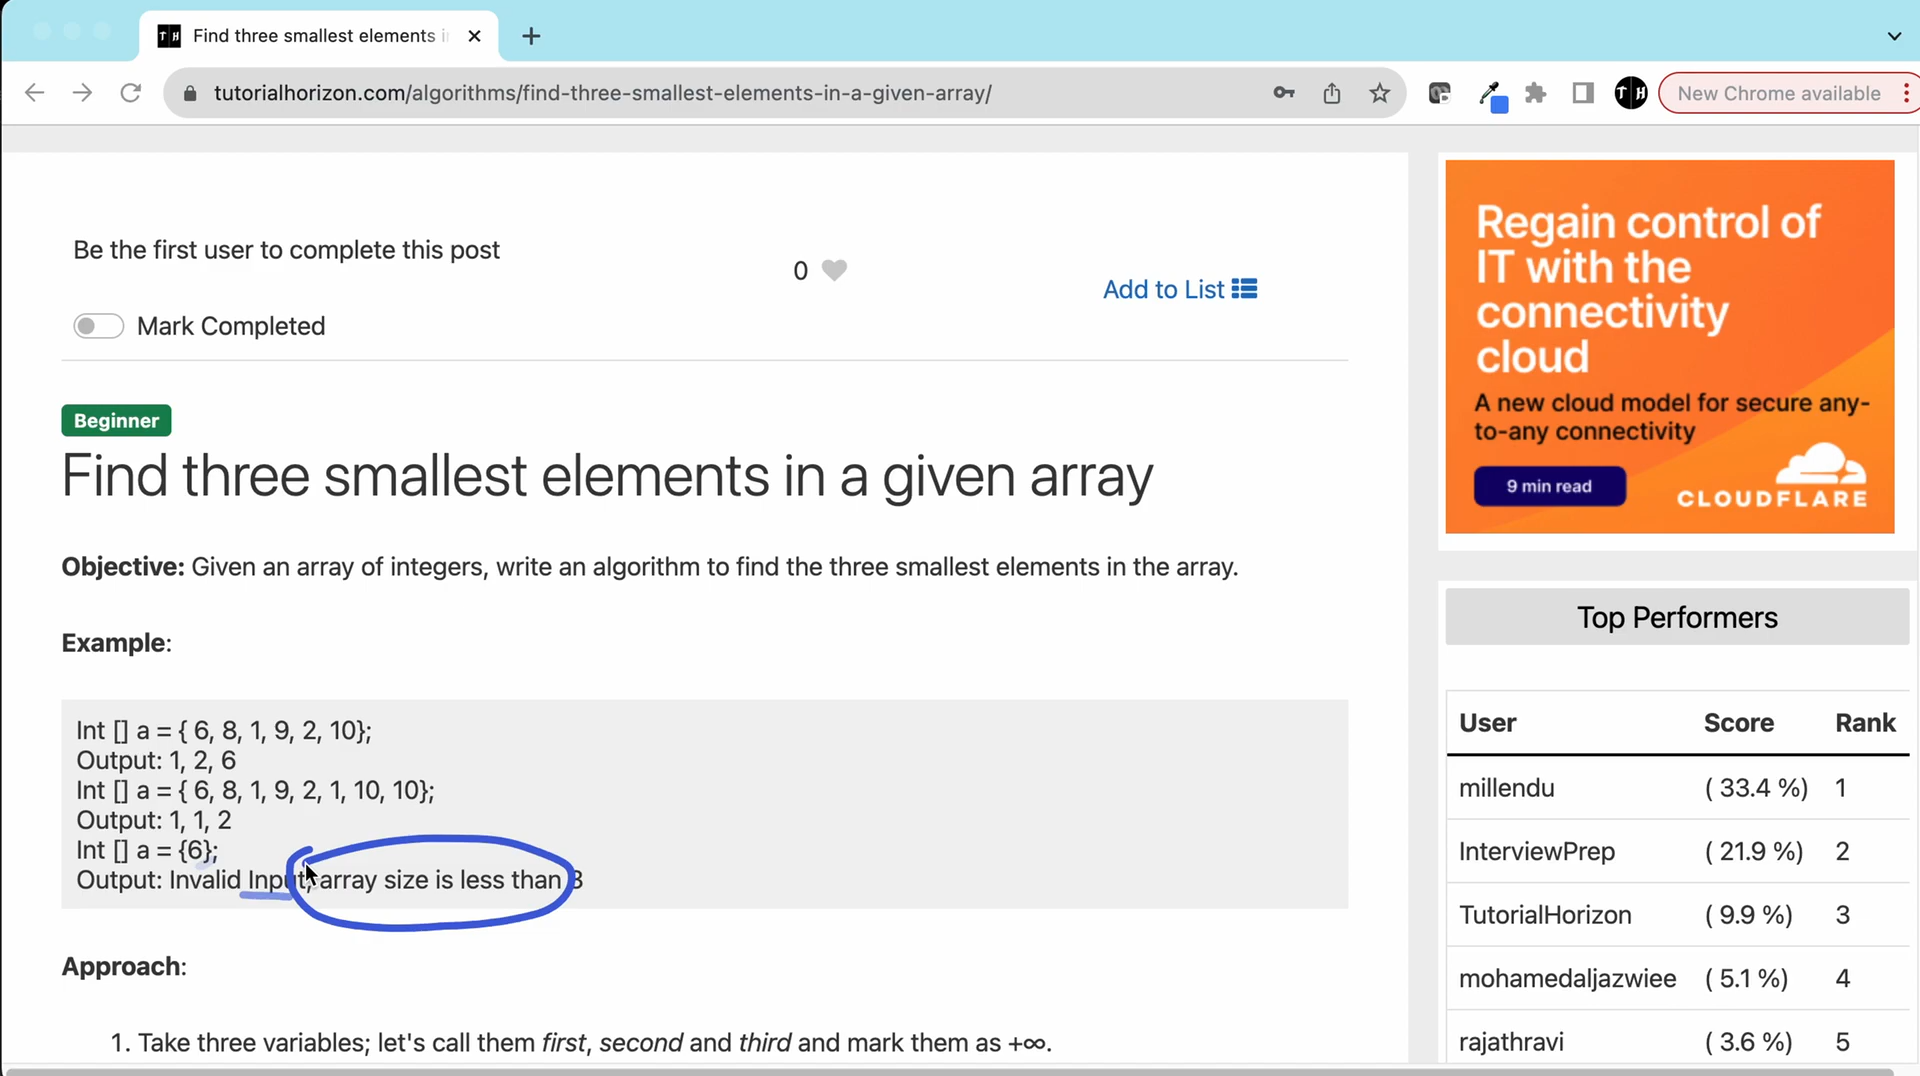 Find three smallest elements i
tutorialhorizon.com/algorithms/find-three-smallest-elements-in-a-given-array/
T H
New Chrome available
Be the first user to complete this post
0
Add to List
Mark Completed
Beginner
Find three smallest elements in a given array
Objective: Given an array of integers, write an algorithm to find the three smallest elements in the array.
Example:
Int [] a = { 6, 8, 1, 9, 2, 10};
Output: 1, 2, 6
Int [] a = { 6, 8, 1, 9, 2, 1, 10, 10};
Output: 1, 1, 2
Int [] a = {6};
Output: Invalid Input, array size is less than 3
Approach:
1. Take three variables; let's call them first, second and third and mark them as +∞.
Regain control of
IT with the
connectivity
cloud
A new cloud model for secure any-
to-any connectivity
9 min read
CLOUDFLARE
Top Performers
User Score Rank
millendu ( 33.4 %) 1
InterviewPrep ( 21.9 %) 2
TutorialHorizon ( 9.9 %) 3
mohamedaljazwiee ( 5.1 %) 4
rajathravi ( 3.6 %) 5